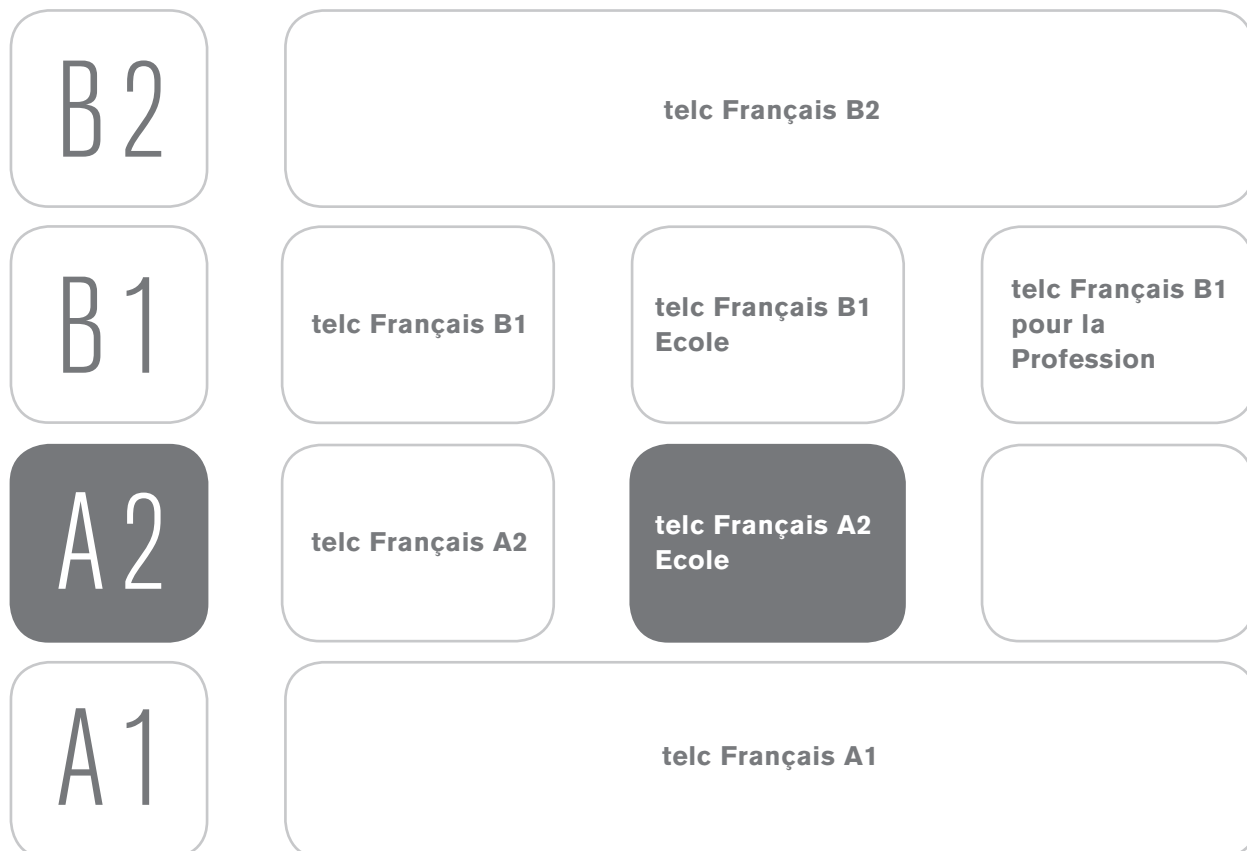 B2
telc Français B2
B1
telc Français B1
telc Français B1
Ecole
telc Français B1
pour la
Profession
A2
telc Français A2
telc Français A2
Ecole
A1
telc Français A1